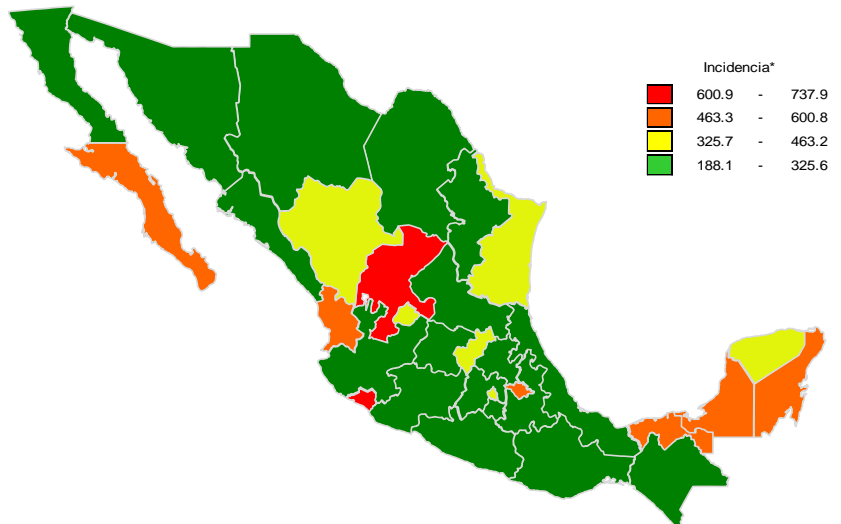 Incidencia*
600.9 - 737.9
463.3 - 600.8
325.7 - 463.2
188.1 - 325.6